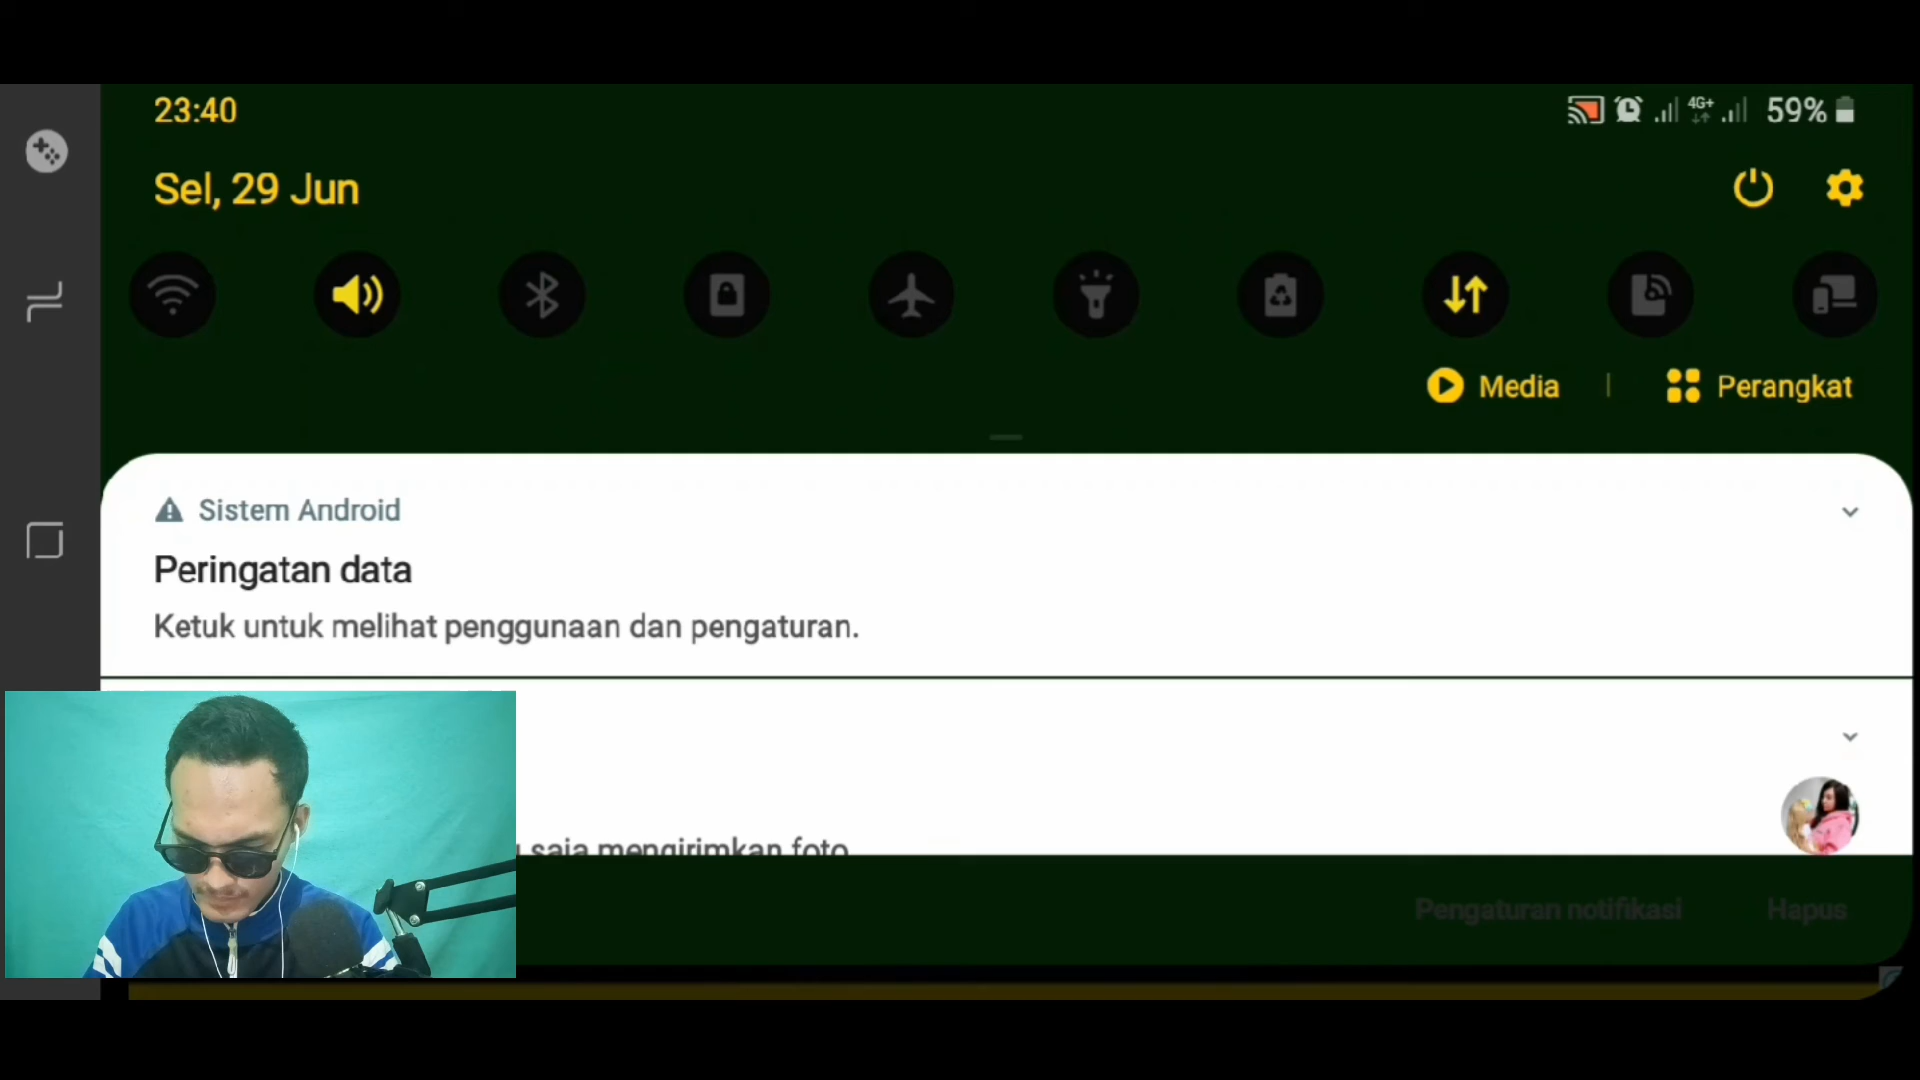 23:40
4G+
59%
Sel, 29 Jun
Media
Perangkat
Sistem Android
Peringatan data
Ketuk untuk melihat penggunaan dan pengaturan.
saja mengirimkan foto
Pengaturan notifikasi
Hapus